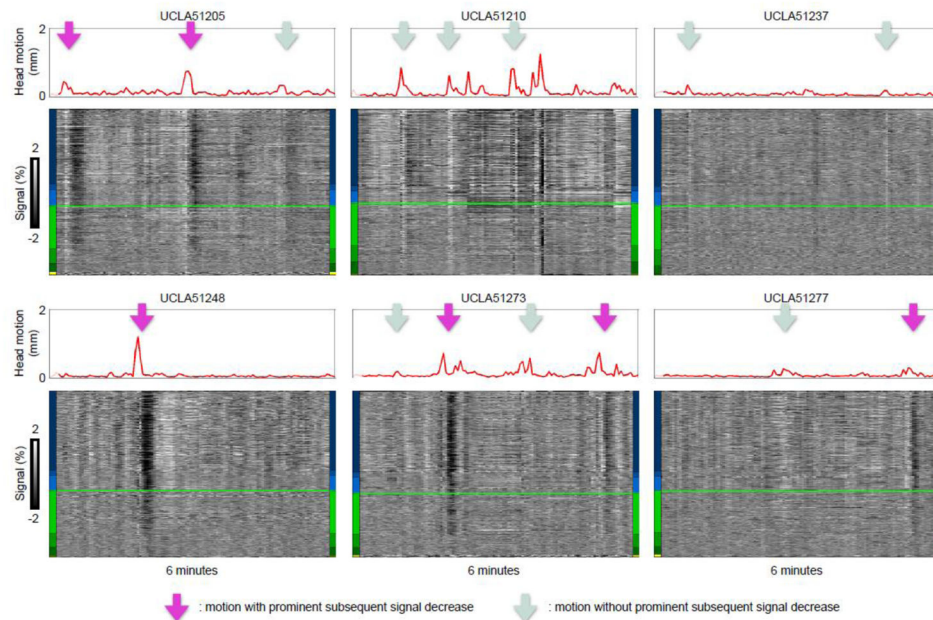 UCLA51205
UCLA51210
UCLA51237
Head motion
(mm)
2
0
Signal (%)
2
-2
UCLA51248
UCLA51273
UCLA51277
Head motion
(mm)
2
0
Signal (%)
2
-2
6 minutes
6 minutes
6 minutes
: motion with prominent subsequent signal decrease
: motion without prominent subsequent signal decrease